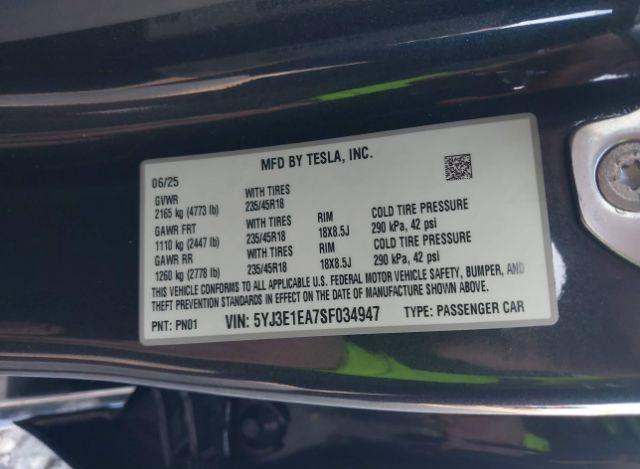 MFD BY TESLA, INC.
06/25
GVWR WITH TIRES
2165 kg (4773 lb) 235/45R18
GAWR FRT WITH TIRES RIM COLD TIRE PRESSURE
1110 kg (2447 lb) 235/45R18 18X8.5J 290 kPa, 42 psi
GAWR RR WITH TIRES RIM COLD TIRE PRESSURE
1260 kg (2778 lb) 235/45R18 18X8.5J 290 kPa, 42 psi
THIS VEHICLE CONFORMS TO ALL APPLICABLE U.S. FEDERAL MOTOR VEHICLE SAFETY, BUMPER, AND
THEFT PREVENTION STANDARDS IN EFFECT ON THE DATE OF MANUFACTURE SHOWN ABOVE.
PNT: PN01 VIN: 5YJ3E1EA7SF034947 TYPE: PASSENGER CAR